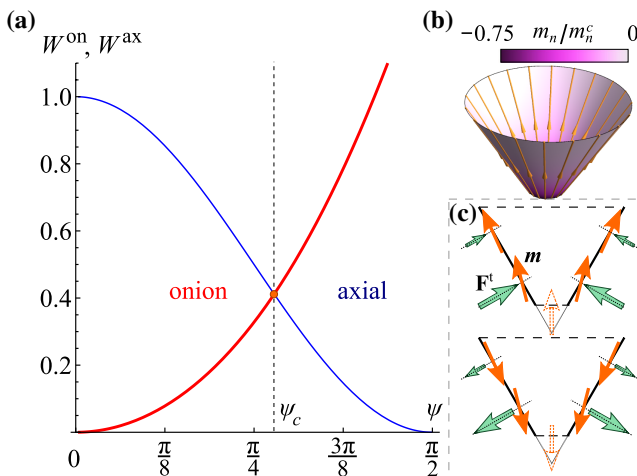 (a)
W^on, W^ax
1.0
0.8
0.6
0.4
0.2
0
π/8
π/4
3π/8
π/2
ψ_c
ψ
onion
axial
(b)
−0.75 m_n/m_n^c 0
(c)
m
F^t